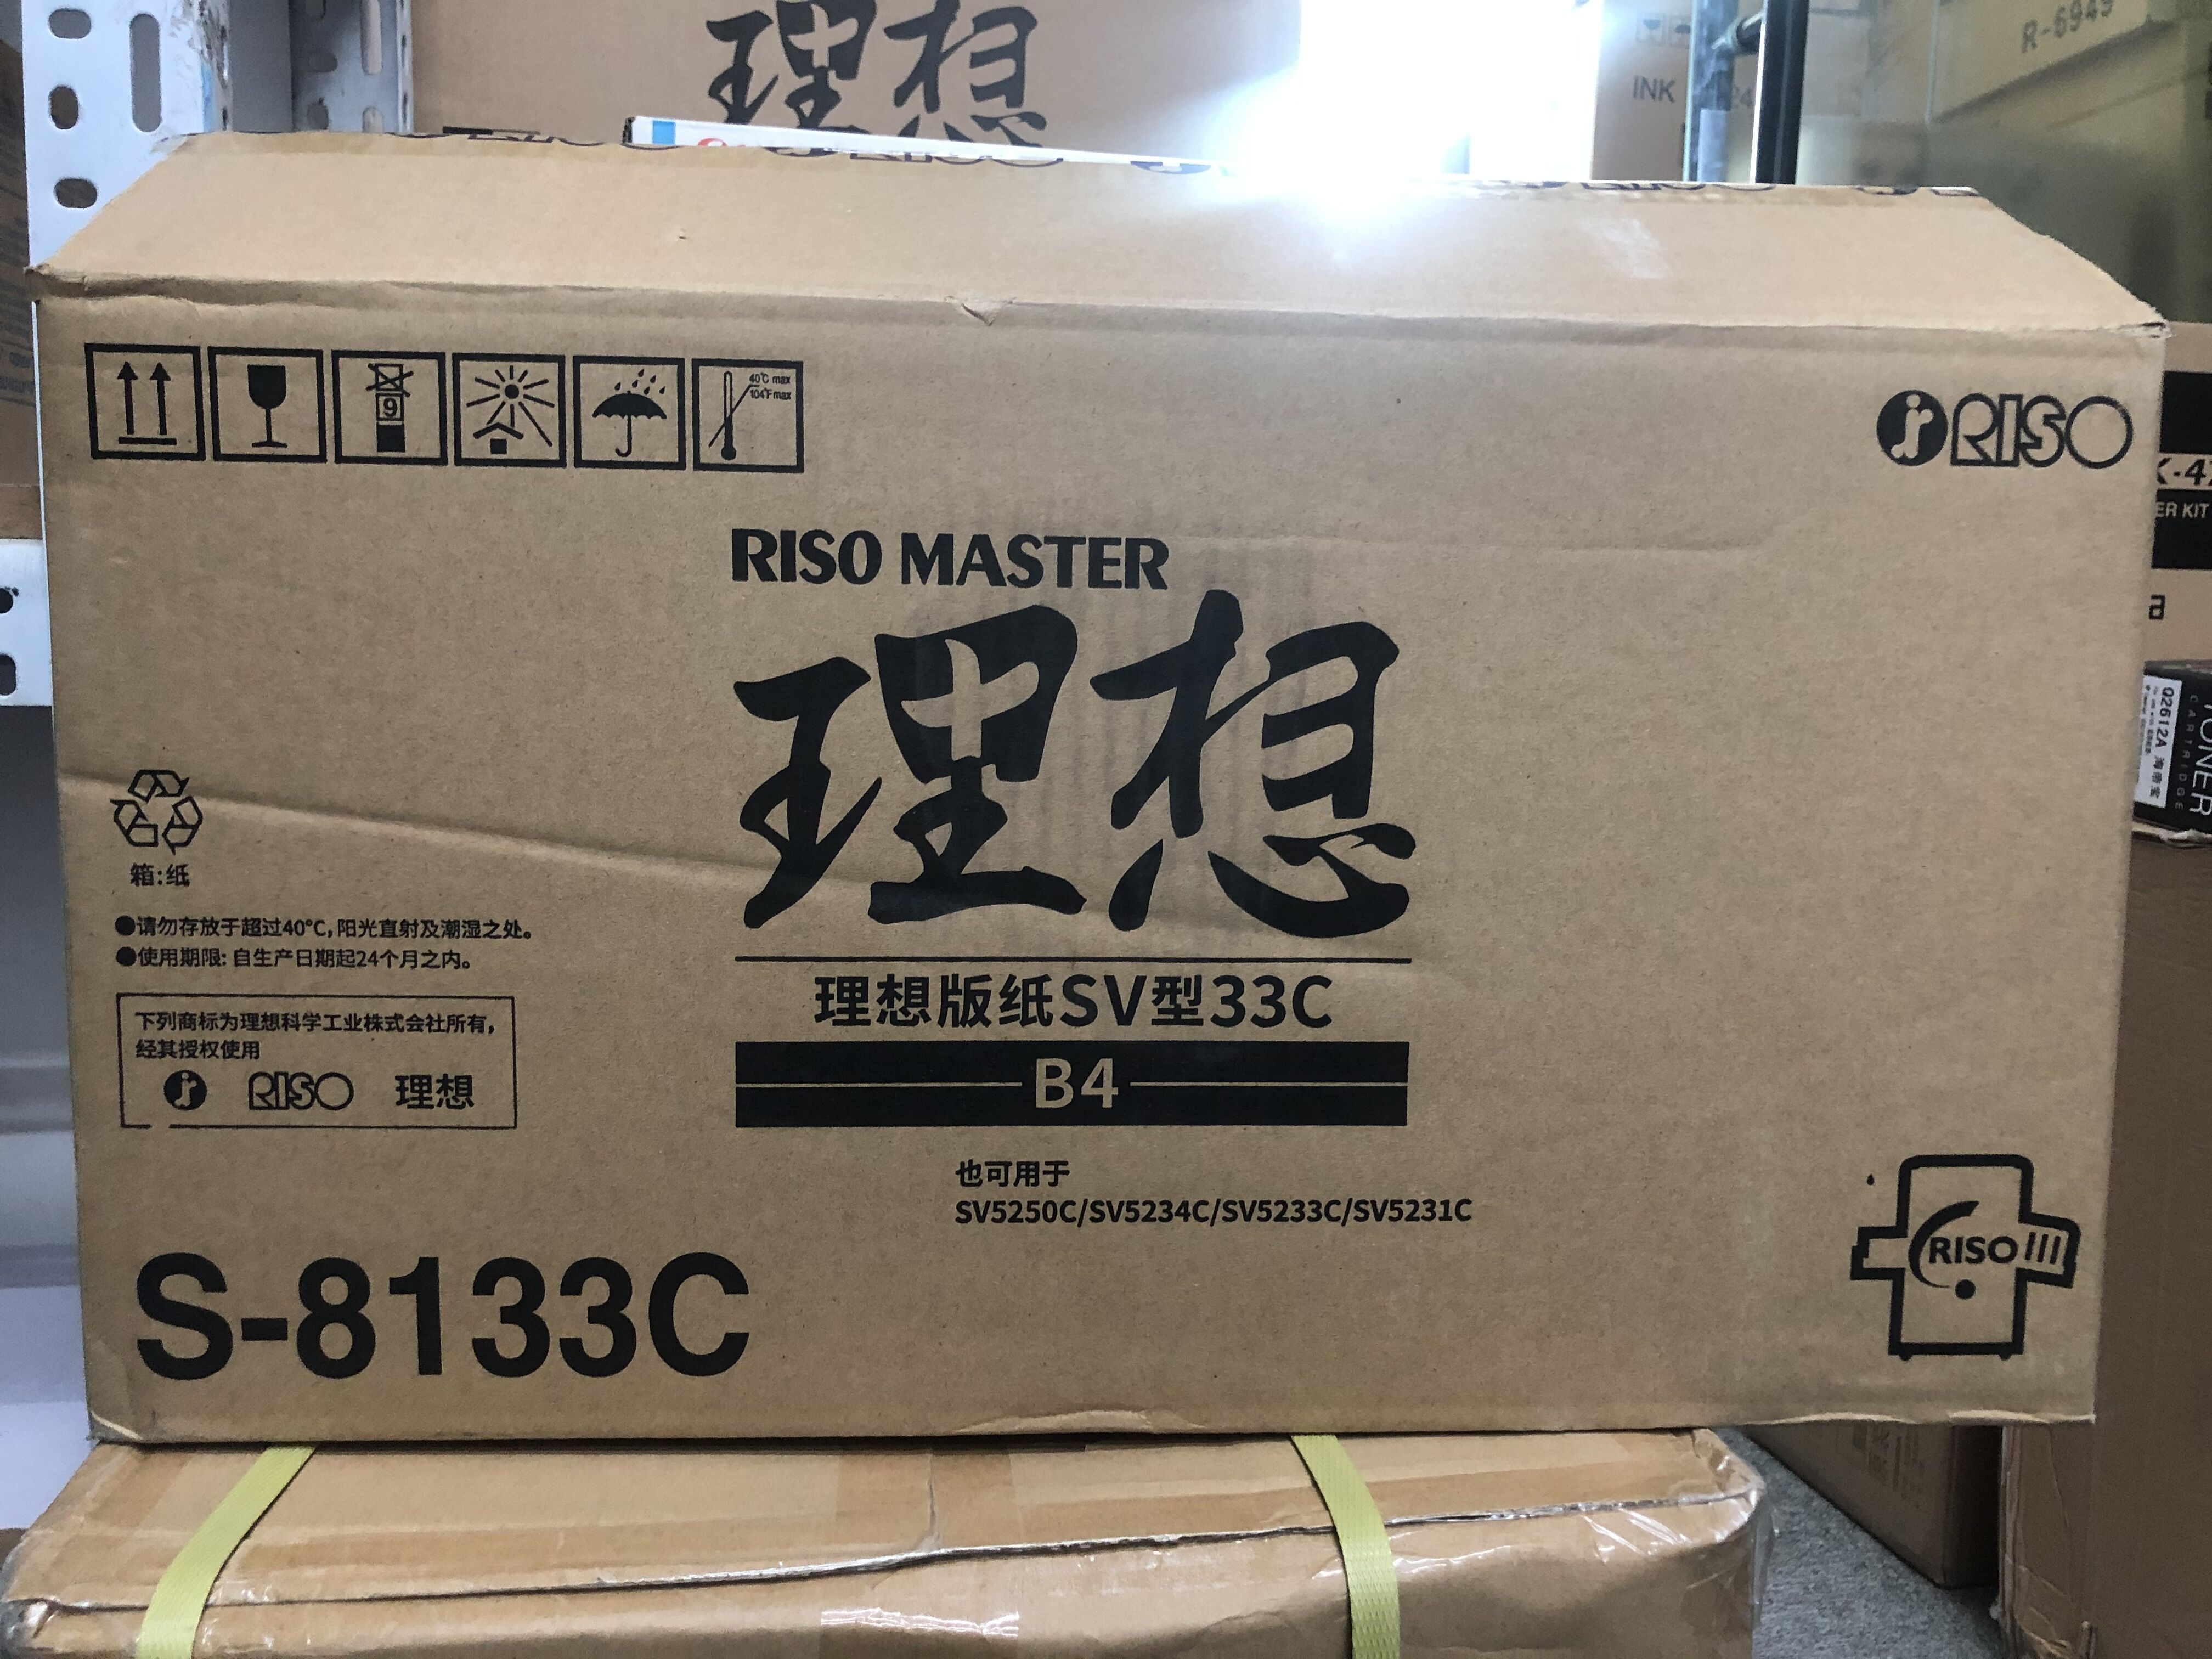 理想
R-6949
INK
40℃ max
104℉ max
9
RISO
RISO MASTER
理想
理想版纸SV型33C
B4
也可用于
SV5250C/SV5234C/SV5233C/SV5231C
箱:纸
●请勿存放于超过40℃,阳光直射及潮湿之处。
●使用期限: 自生产日期起24个月之内。
下列商标为理想科学工业株式会社所有,
经其授权使用
RISO 理想
S-8133C
RISO
ER KIT
Q2612A
TONER
CARTRIDGE